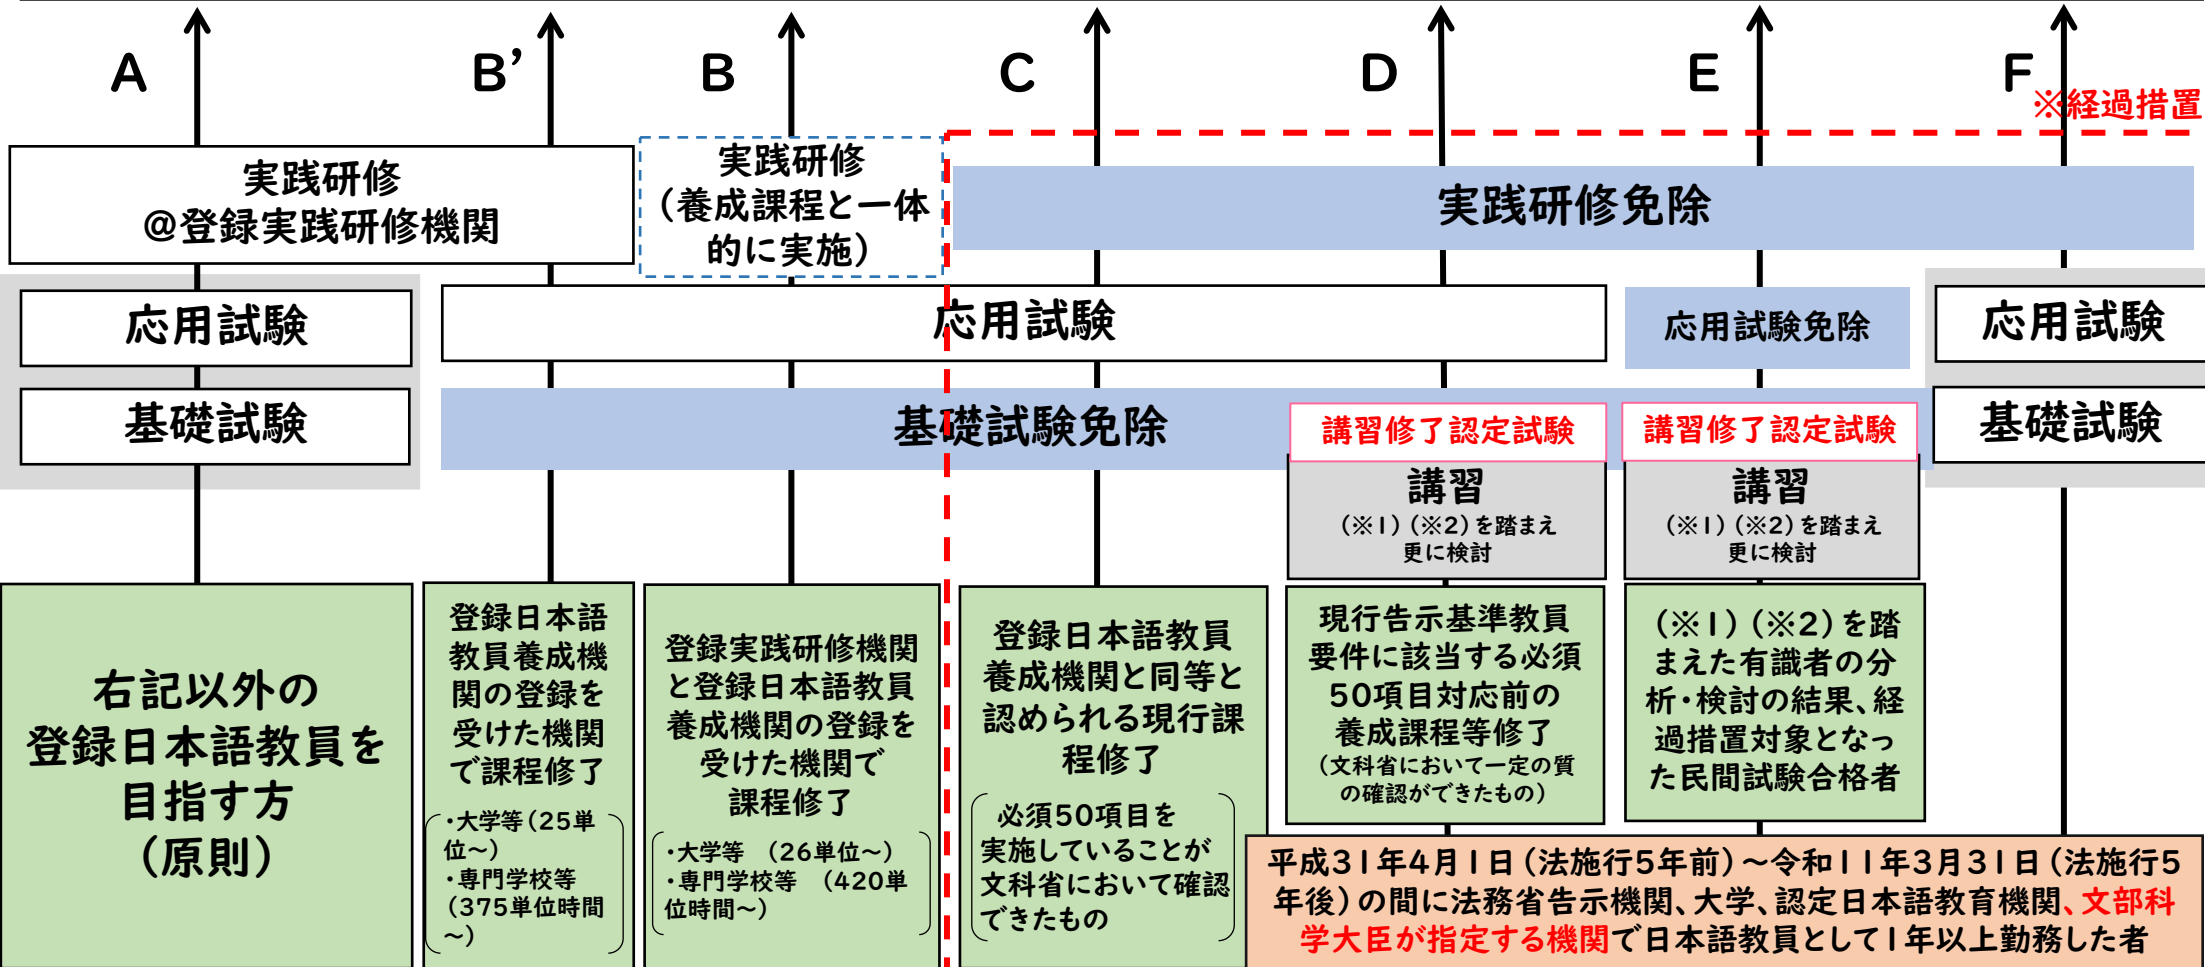 A
B’
B
C
D
E
F
※経過措置
実践研修
@登録実践研修機関
実践研修
(養成課程と一体
的に実施)
実践研修免除
応用試験
応用試験
応用試験免除
応用試験
基礎試験
基礎試験免除
講習修了認定試験
講習修了認定試験
基礎試験
講習
(※1)(※2)を踏まえ
更に検討
講習
(※1)(※2)を踏まえ
更に検討
右記以外の
登録日本語教員を
目指す方
(原則)
登録日本語
教員養成機
関の登録を
受けた機関
で課程修了
・大学等(25単
位~)
・専門学校等
(375単位時間
~)
登録実践研修機関
と登録日本語教員
養成機関の登録を
受けた機関で
課程修了
・大学等 (26単位~)
・専門学校等 (420単
位時間~)
登録日本語教員
養成機関と同等と
認められる現行課
程修了
必須50項目を
実施していることが
文科省において確認
できたもの
現行告示基準教員
要件に該当する必須
50項目対応前の
養成課程等修了
(文科省において一定の質
の確認ができたもの)
(※1)(※2)を踏
まえた有識者の分
析・検討の結果、経
過措置対象となっ
た民間試験合格者
平成31年4月1日(法施行5年前)~令和11年3月31日(法施行5
年後)の間に法務省告示機関、大学、認定日本語教育機関、文部科
学大臣が指定する機関で日本語教員として1年以上勤務した者